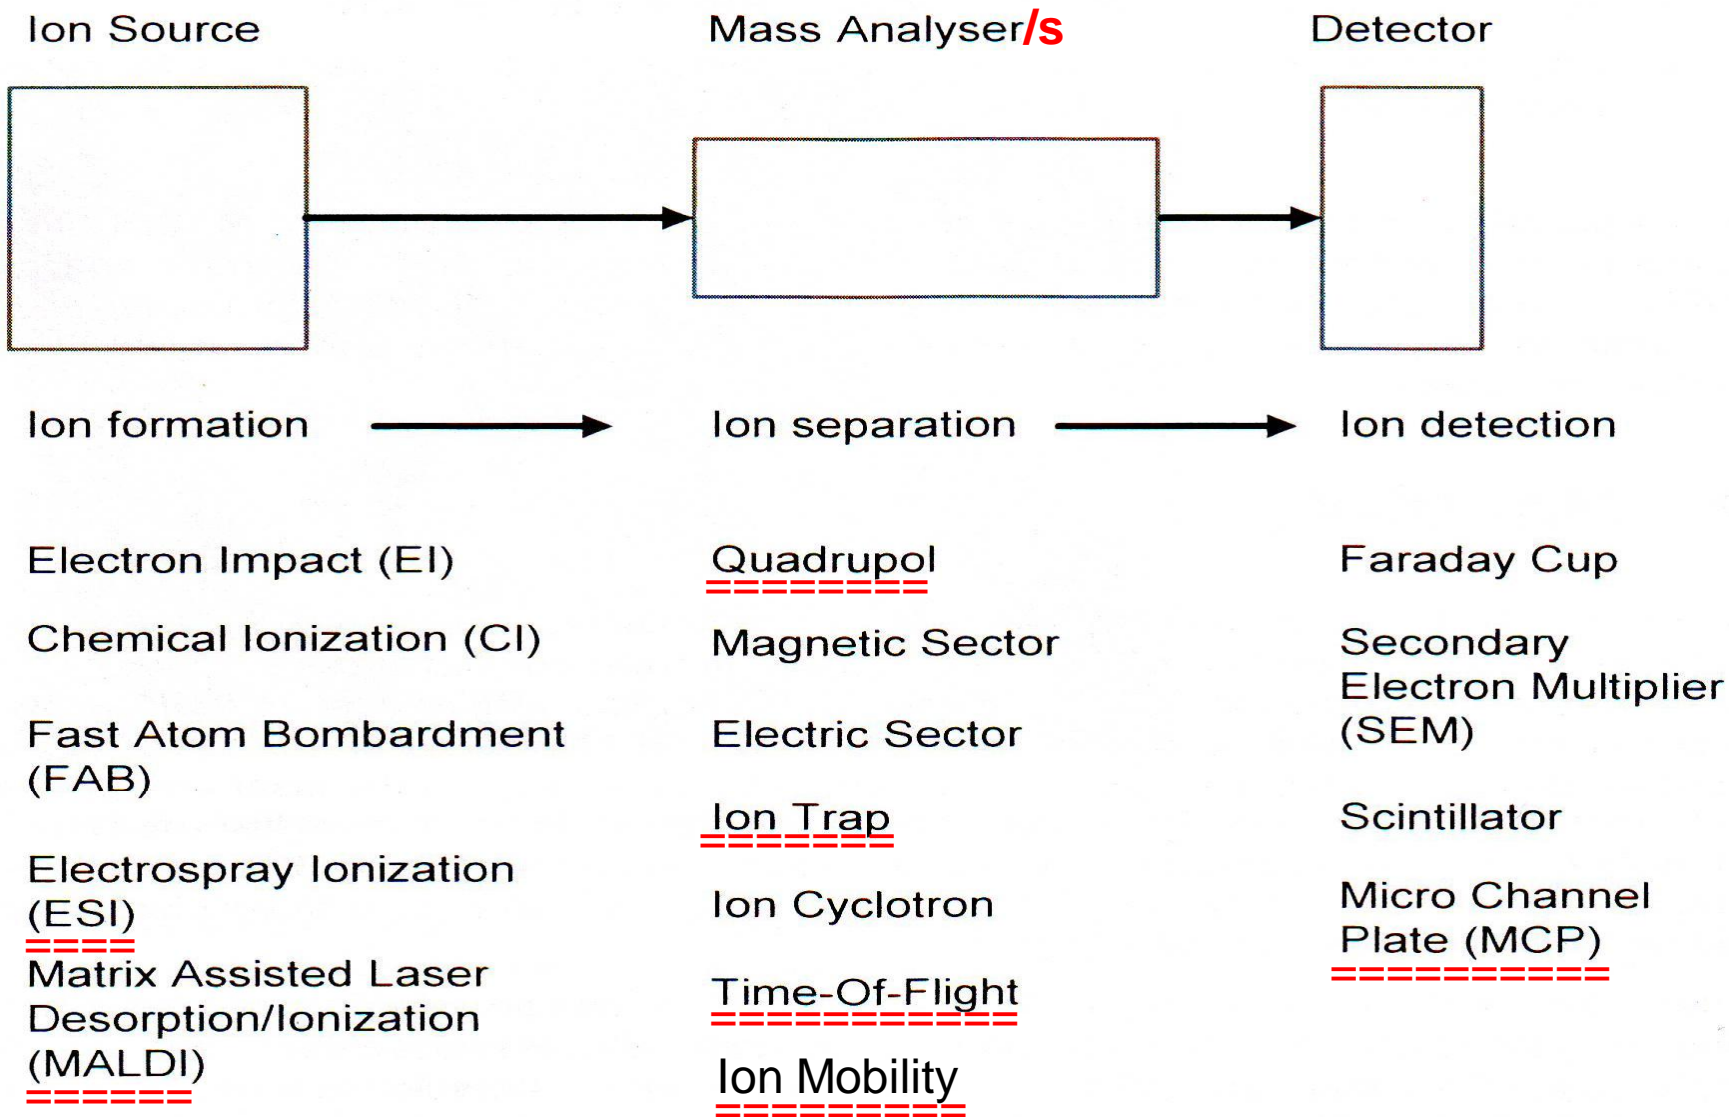 Ion Source
Mass Analyser/s
Detector
Ion formation
Ion separation
Ion detection
Electron Impact (EI)
Chemical Ionization (CI)
Fast Atom Bombardment
(FAB)
Electrospray Ionization
(ESI)
Matrix Assisted Laser
Desorption/Ionization
(MALDI)
Quadrupol
Magnetic Sector
Electric Sector
Ion Trap
Ion Cyclotron
Time-Of-Flight
Ion Mobility
Faraday Cup
Secondary
Electron Multiplier
(SEM)
Scintillator
Micro Channel
Plate (MCP)